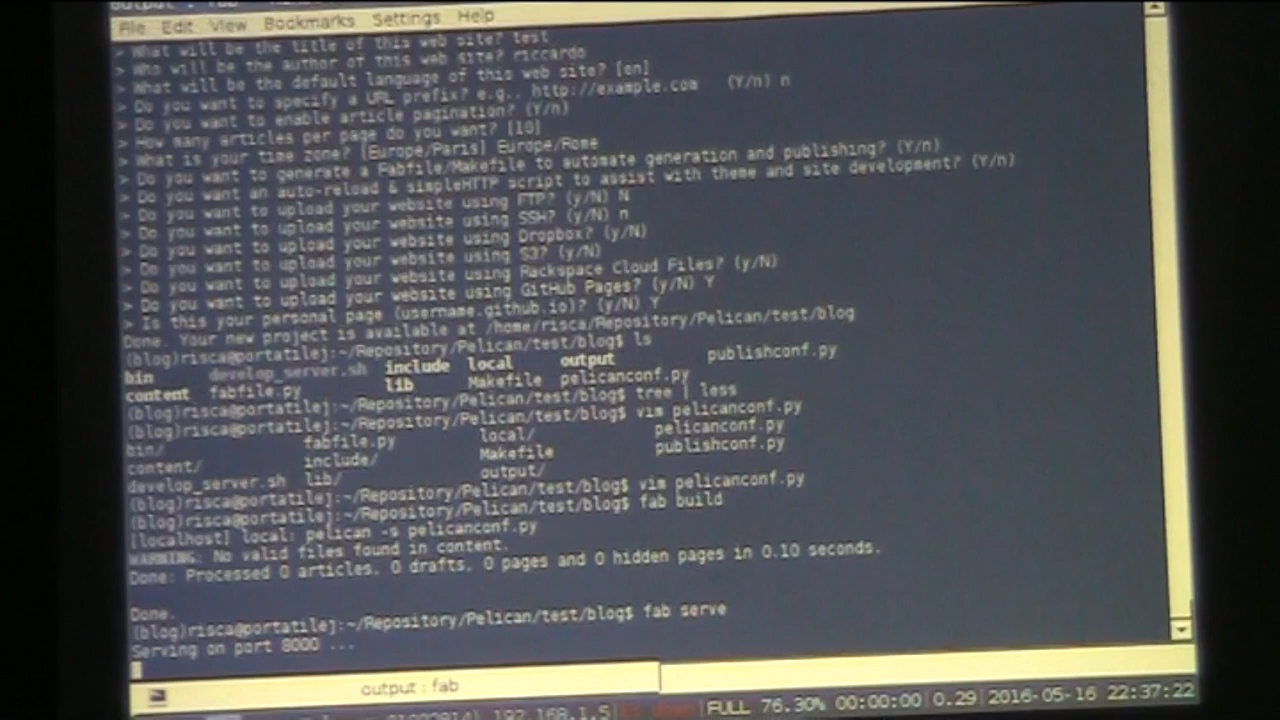 output : fab
File Edit View Bookmarks Settings Help
> What will be the title of this web site? test
> Who will be the author of this web site? riccardo
> What will be the default language of this web site? [en]
> Do you want to specify a URL prefix? e.g., http://example.com (Y/n) n
> Do you want to enable article pagination? (Y/n)
> How many articles per page do you want? [10]
> What is your time zone? [Europe/Paris] Europe/Rome
> Do you want to generate a Fabfile/Makefile to automate generation and publishing? (Y/n)
> Do you want an auto-reload & simpleHTTP script to assist with theme and site development? (Y/n)
> Do you want to upload your website using FTP? (y/N) N
> Do you want to upload your website using SSH? (y/N) n
> Do you want to upload your website using Dropbox? (y/N)
> Do you want to upload your website using S3? (y/N)
> Do you want to upload your website using Rackspace Cloud Files? (y/N)
> Do you want to upload your website using GitHub Pages? (y/N) Y
> Is this your personal page (username.github.io)? (y/N) Y
Done. Your new project is available at /home/risca/Repository/Pelican/test/blog
(blog)risca@portatilej:~/Repository/Pelican/test/blog$ ls
bin develop_server.sh include local output publishconf.py
content fabfile.py lib Makefile pelicanconf.py
(blog)risca@portatilej:~/Repository/Pelican/test/blog$ tree | less
(blog)risca@portatilej:~/Repository/Pelican/test/blog$ vim pelicanconf.py
bin/ fabfile.py local/ pelicanconf.py
content/ include/ Makefile publishconf.py
develop_server.sh lib/ output/
(blog)risca@portatilej:~/Repository/Pelican/test/blog$ vim pelicanconf.py
(blog)risca@portatilej:~/Repository/Pelican/test/blog$ fab build
[localhost] local: pelican -s pelicanconf.py
WARNING: No valid files found in content.
Done: Processed 0 articles, 0 drafts, 0 pages and 0 hidden pages in 0.10 seconds.
Done.
(blog)risca@portatilej:~/Repository/Pelican/test/blog$ fab serve
Serving on port 8000 ...
output : fab
192.168.1.5 FULL 76.30% 00:00:00 | 0.29 | 2016-05-16 22:37:22